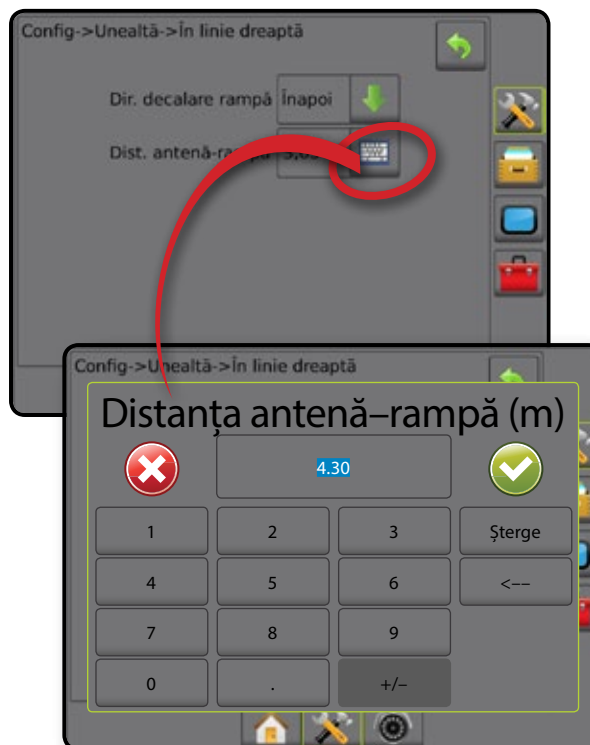 Config->Unealtă->În linie dreaptă
Dir. decalare rampă Înapoi
Dist. antenă-rampă
Config->Unealtă->În linie dreaptă
Distanța antenă–rampă (m)
4.30
1 2 3 Șterge
4 5 6 <––
7 8 9
0 . +/–